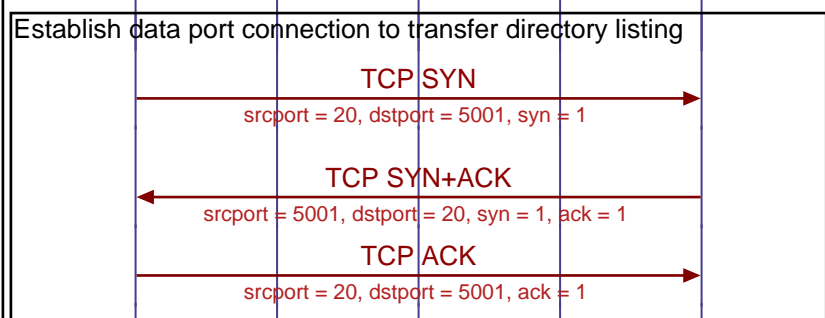 Establish data port connection to transfer directory listing
TCP SYN
srcport = 20, dstport = 5001, syn = 1
TCP SYN+ACK
srcport = 5001, dstport = 20, syn = 1, ack = 1
TCP ACK
srcport = 20, dstport = 5001, ack = 1